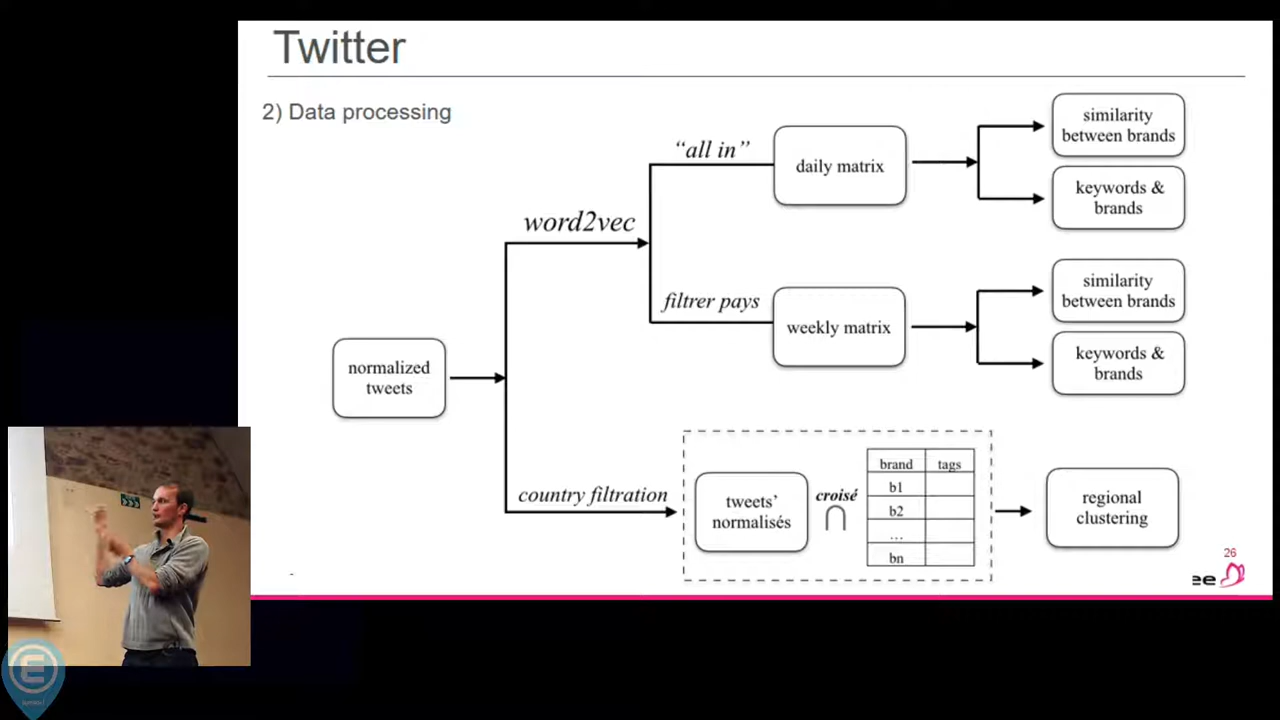 Twitter
2) Data processing
"all in"
daily matrix
similarity
between brands
keywords &
brands
word2vec
filtrer pays
weekly matrix
similarity
between brands
keywords &
brands
normalized
tweets
country filtration
tweets'
normalisés
croisé
∩
brand tags
b1
b2
...
bn
regional
clustering
26
ee
E